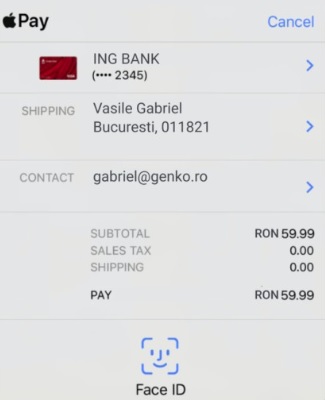 Pay Cancel
ING BANK
(•••• 2345)
SHIPPING Vasile Gabriel
Bucuresti, 011821
CONTACT gabriel@genko.ro
SUBTOTAL RON 59.99
SALES TAX 0.00
SHIPPING 0.00
PAY RON 59.99
Face ID